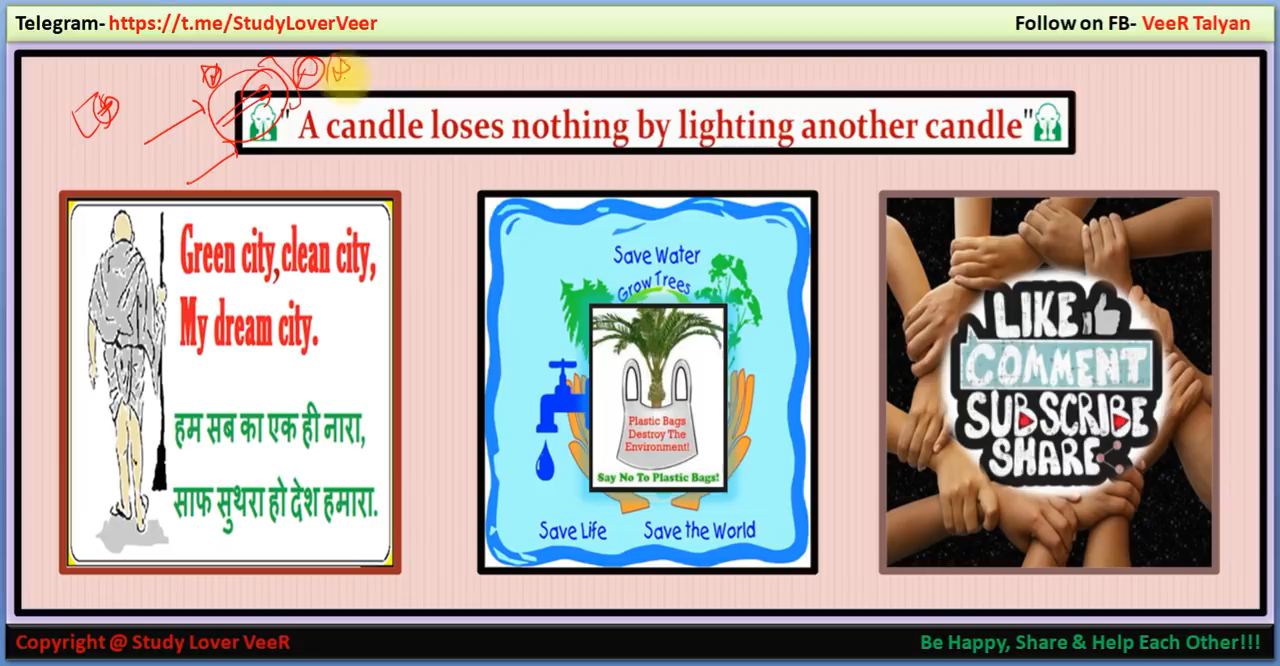 Telegram- https://t.me/StudyLoverVeer
Follow on FB- VeeR Talyan
" A candle loses nothing by lighting another candle"
Green city,clean city,
My dream city.
हम सब का एक ही नारा,
साफ सुथरा हो देश हमारा.
Save Water
Grow Trees
Plastic Bags
Destroy The
Environment!
Say No To Plastic Bags!
Save Life
Save the World
LIKE
COMMENT
SUBSCRIBE
SHARE
Copyright @ Study Lover VeeR
Be Happy, Share & Help Each Other!!!